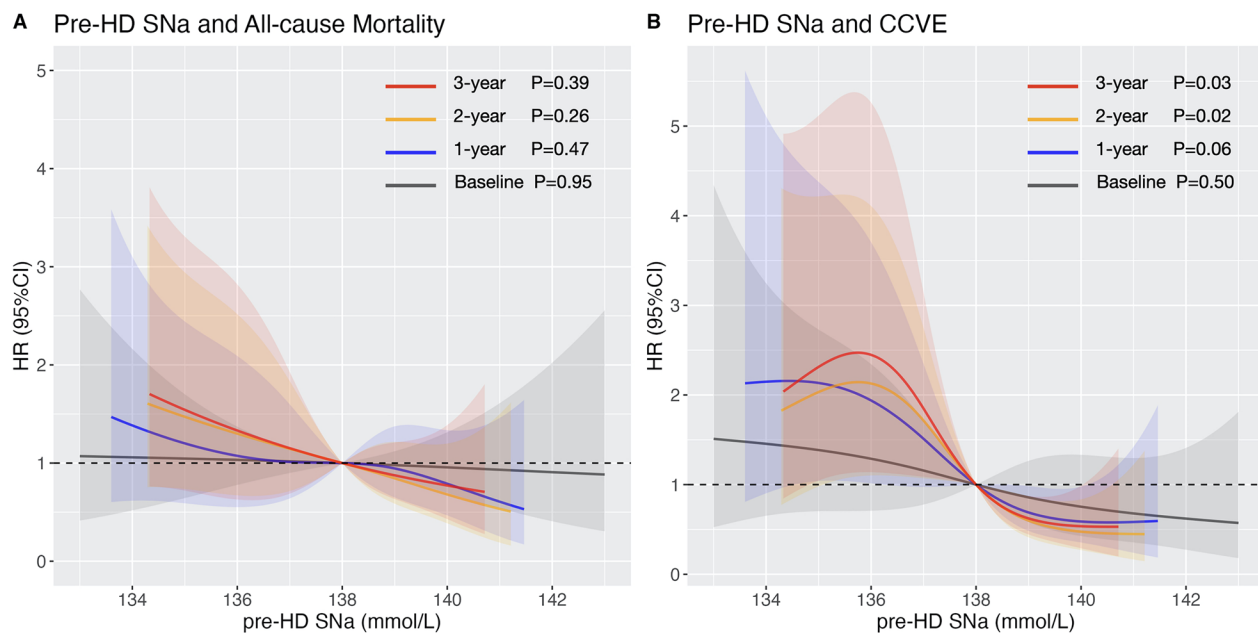 A Pre-HD SNa and All-cause Mortality
3-year P=0.39
2-year P=0.26
1-year P=0.47
Baseline P=0.95
HR (95%CI)
5
4
3
2
1
0
134 136 138 140 142
pre-HD SNa (mmol/L)
B Pre-HD SNa and CCVE
3-year P=0.03
2-year P=0.02
1-year P=0.06
Baseline P=0.50
HR (95%CI)
5
4
3
2
1
0
134 136 138 140 142
pre-HD SNa (mmol/L)